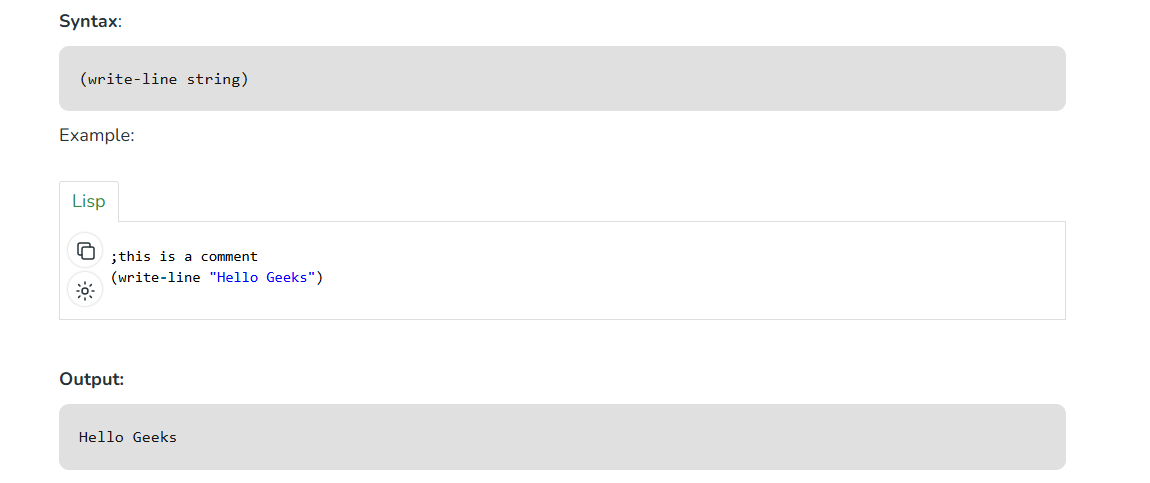 Syntax:
(write-line string)
Example:
Lisp
;this is a comment
(write-line "Hello Geeks")
Output:
Hello Geeks